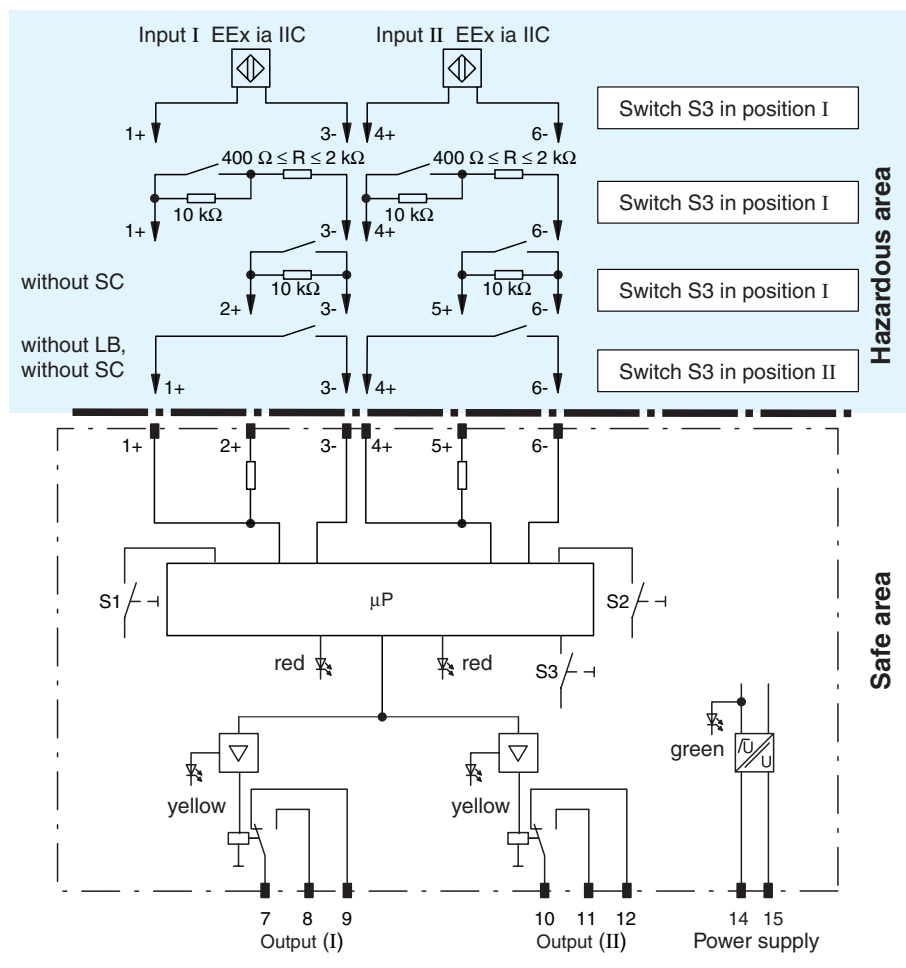 Input I EEx ia IIC
Input II EEx ia IIC
Switch S3 in position I
1+
3-
4+
6-
400 Ω ≤ R ≤ 2 kΩ
400 Ω ≤ R ≤ 2 kΩ
10 kΩ
10 kΩ
Switch S3 in position I
1+
3-
4+
6-
without SC
10 kΩ
10 kΩ
Switch S3 in position I
2+
3-
5+
6-
without LB,
without SC
Switch S3 in position II
1+
3-
4+
6-
Hazardous area
1+
2+
3-
4+
5+
6-
S1
µP
S2
red
red
S3
Safe area
yellow
yellow
green
U
U
7
8
9
10
11
12
14
15
Output (I)
Output (II)
Power supply